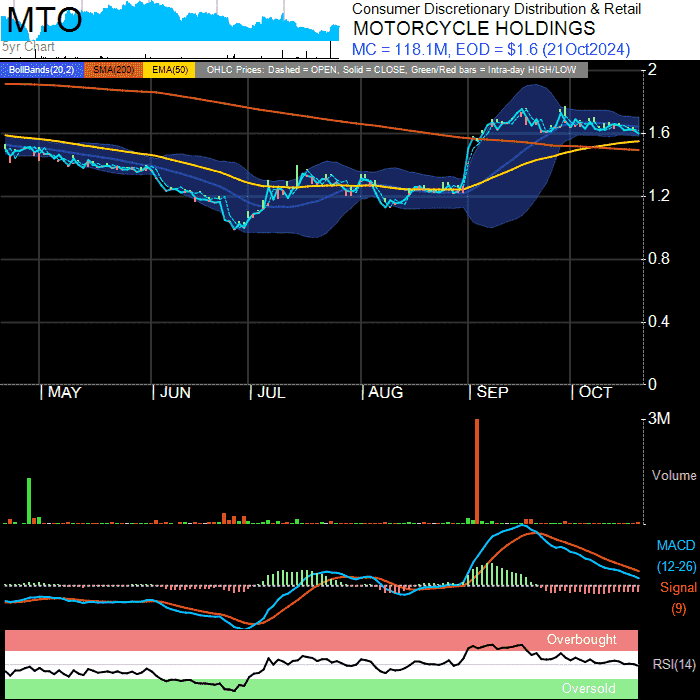 MTO
5yr Chart
Consumer Discretionary Distribution & Retail
MOTORCYCLE HOLDINGS
MC = 118.1M, EOD = $1.6 (21Oct2024)
BollBands(20,2) SMA(200) EMA(50) OHLC Prices: Dashed = OPEN, Solid = CLOSE, Green/Red bars = Intra-day HIGH/LOW
2
1.6
1.2
0.8
0.4
0
MAY JUN JUL AUG SEP OCT
3M
Volume
MACD
(12-26)
Signal
(9)
Overbought
RSI(14)
Oversold